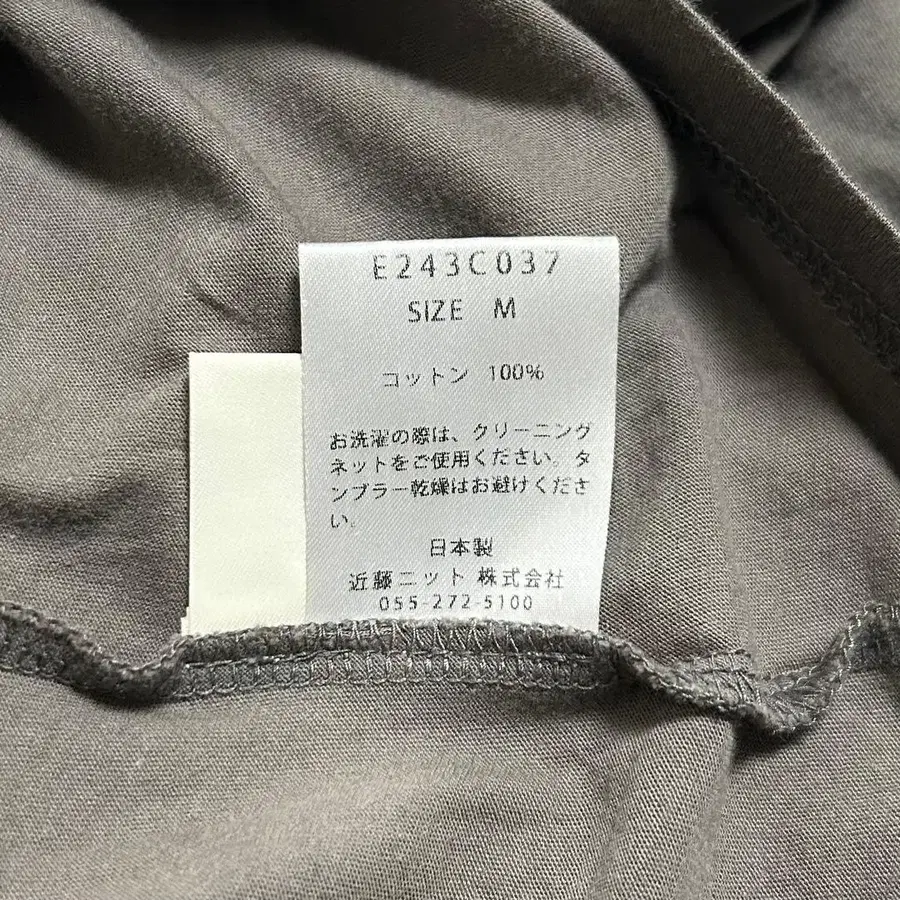 E243C037
SIZE M
コットン 100%
お洗濯の際は、クリーニング
ネットをご使用ください。タ
ンブラー乾燥はお避けくださ
い。
日本製
近藤ニット 株式会社
055-272-5100